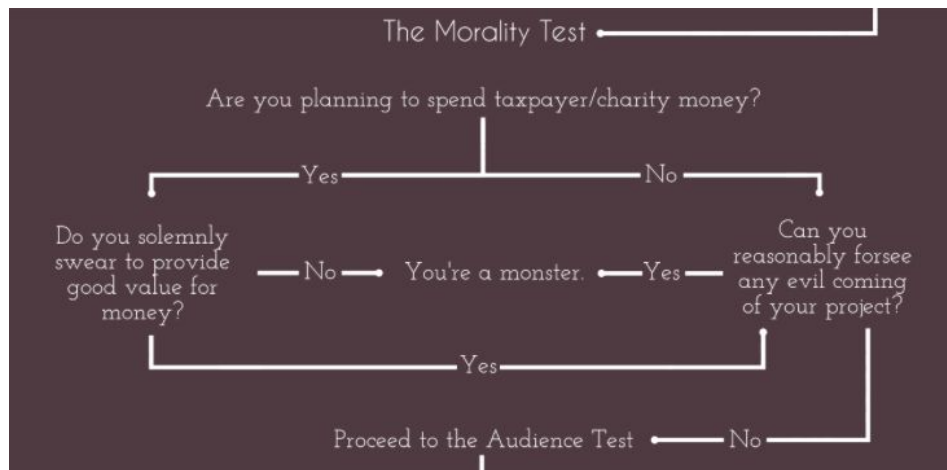 The Morality Test
Are you planning to spend taxpayer/charity money?
Yes
No
Do you solemnly
swear to provide
good value for
money?
No
You're a monster.
Yes
Can you
reasonably forsee
any evil coming
of your project?
Yes
Proceed to the Audience Test
No